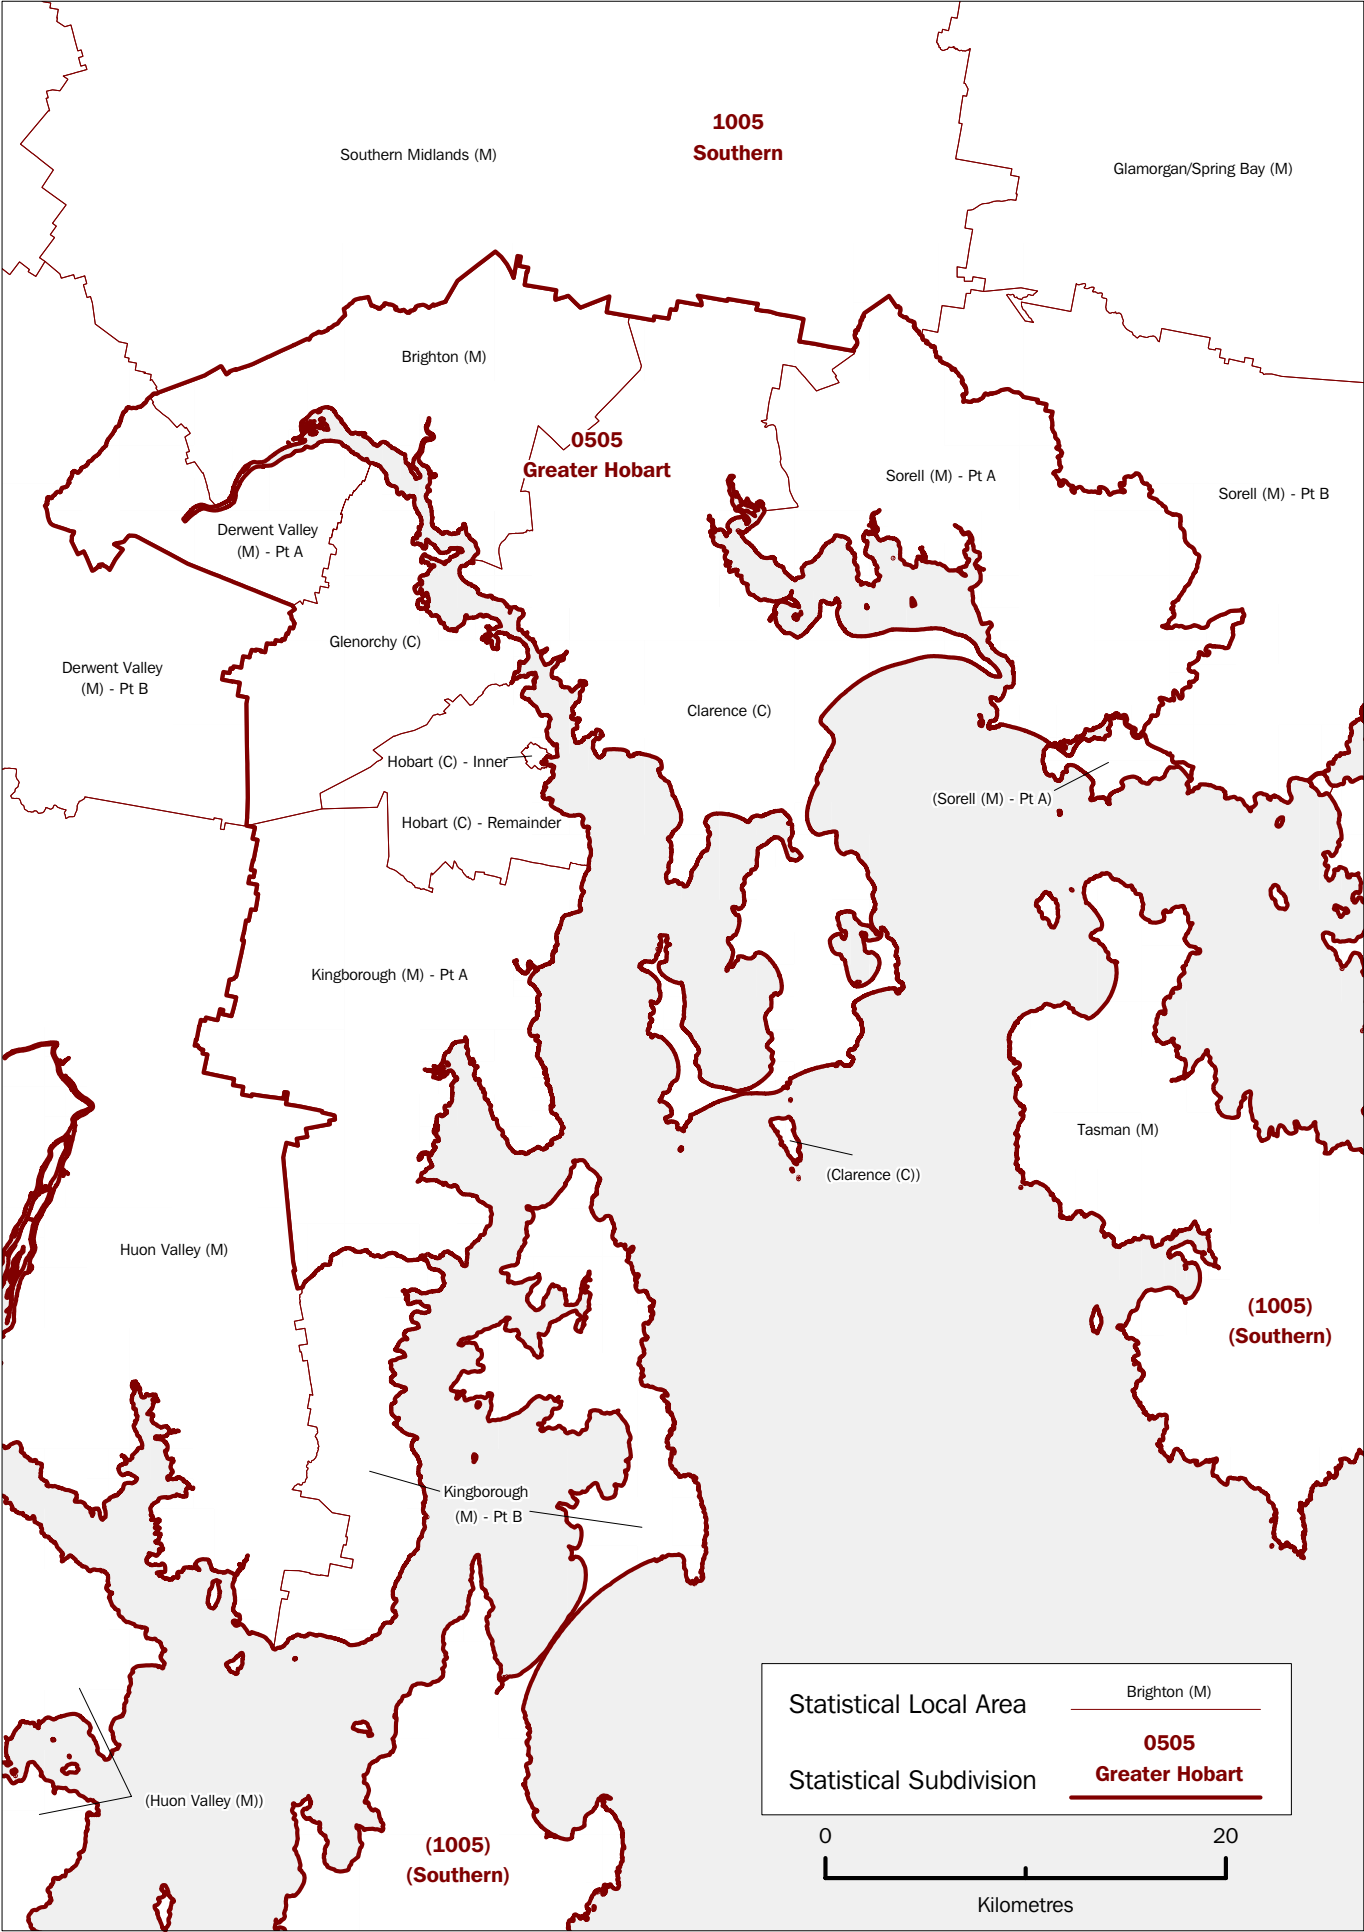 1005
Southern
Southern Midlands (M)
Glamorgan/Spring Bay (M)
Brighton (M)
0505
Greater Hobart
Sorell (M) - Pt A
Sorell (M) - Pt B
Derwent Valley
(M) - Pt A
Glenorchy (C)
Derwent Valley
(M) - Pt B
Clarence (C)
Hobart (C) - Inner
(Sorell (M) - Pt A)
Hobart (C) - Remainder
Kingborough (M) - Pt A
Tasman (M)
(Clarence (C))
Huon Valley (M)
(1005)
(Southern)
Kingborough
(M) - Pt B
(Huon Valley (M))
(1005)
(Southern)
Statistical Local Area
Brighton (M)
0505
Greater Hobart
Statistical Subdivision
0
20
Kilometres